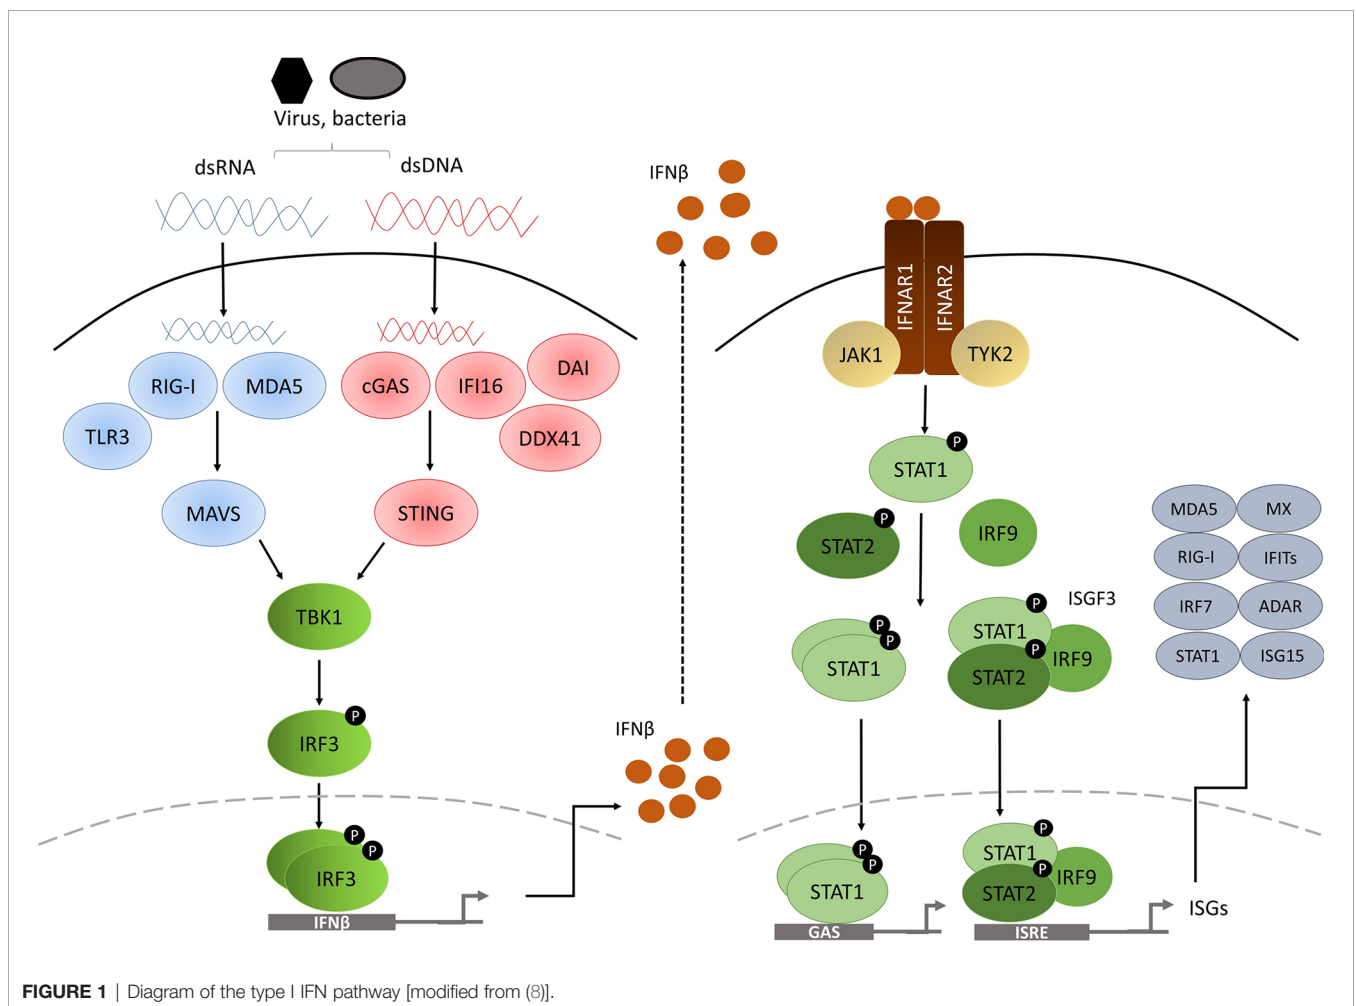 Virus, bacteria
dsRNA
dsDNA
RIG-I
MDA5
TLR3
MAVS
cGAS
IFI16
DAI
DDX41
STING
TBK1
P
IRF3
P
P
IRF3
IFNβ
IFNβ
IFNβ
IFNAR1
IFNAR2
JAK1
TYK2
P
STAT1
P
STAT2
IRF9
P
P
STAT1
ISGF3
P
STAT1
P
STAT2
IRF9
P
P
STAT1
GAS
P
STAT1
P
STAT2
IRF9
ISRE
ISGs
MDA5
MX
RIG-I
IFITs
IRF7
ADAR
STAT1
ISG15
FIGURE 1 | Diagram of the type I IFN pathway [modified from (8)].